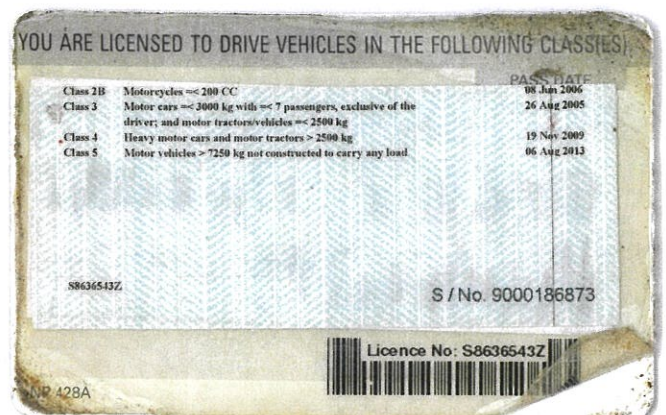 YOU ARE LICENSED TO DRIVE VEHICLES IN THE FOLLOWING CLASS(ES)
PASS DATE
Class 2B Motorcycles =< 200 CC 08 Jun 2006
Class 3 Motor cars =< 3000 kg with =< 7 passengers, exclusive of the 26 Aug 2005
driver; and motor tractors/vehicles =< 2500 kg
Class 4 Heavy motor cars and motor tractors > 2500 kg 19 Nov 2009
Class 5 Motor vehicles > 7250 kg not constructed to carry any load 06 Aug 2013
S8636543Z
S / No. 9000186873
Licence No: S8636543Z
428A